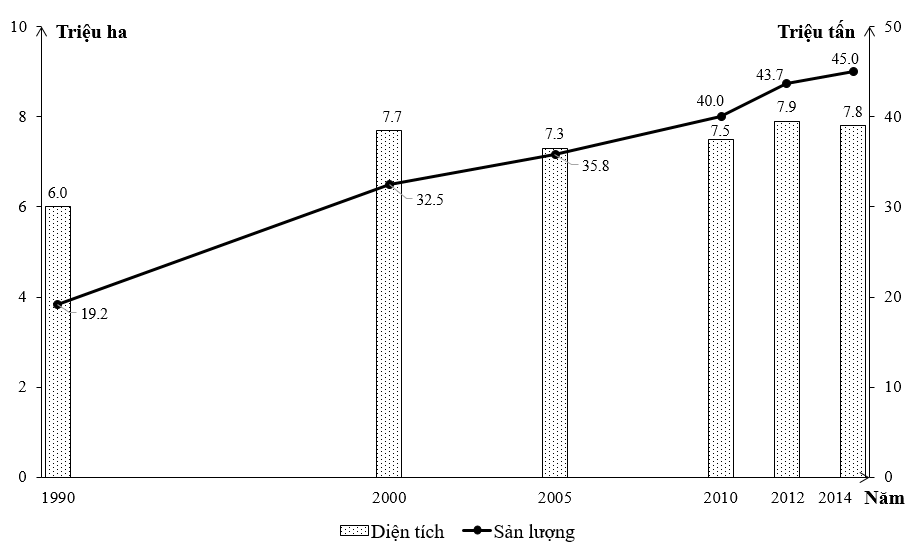 10 Triệu ha Triệu tấn 50
45.0
43.7
7.7 40.0 7.9 7.8
8 7.3 7.5 40
35.8
6 6.0 32.5 30
4 19.2 20
2 10
0 0
1990 2000 2005 2010 2012 2014 Năm
Diện tích Sản lượng